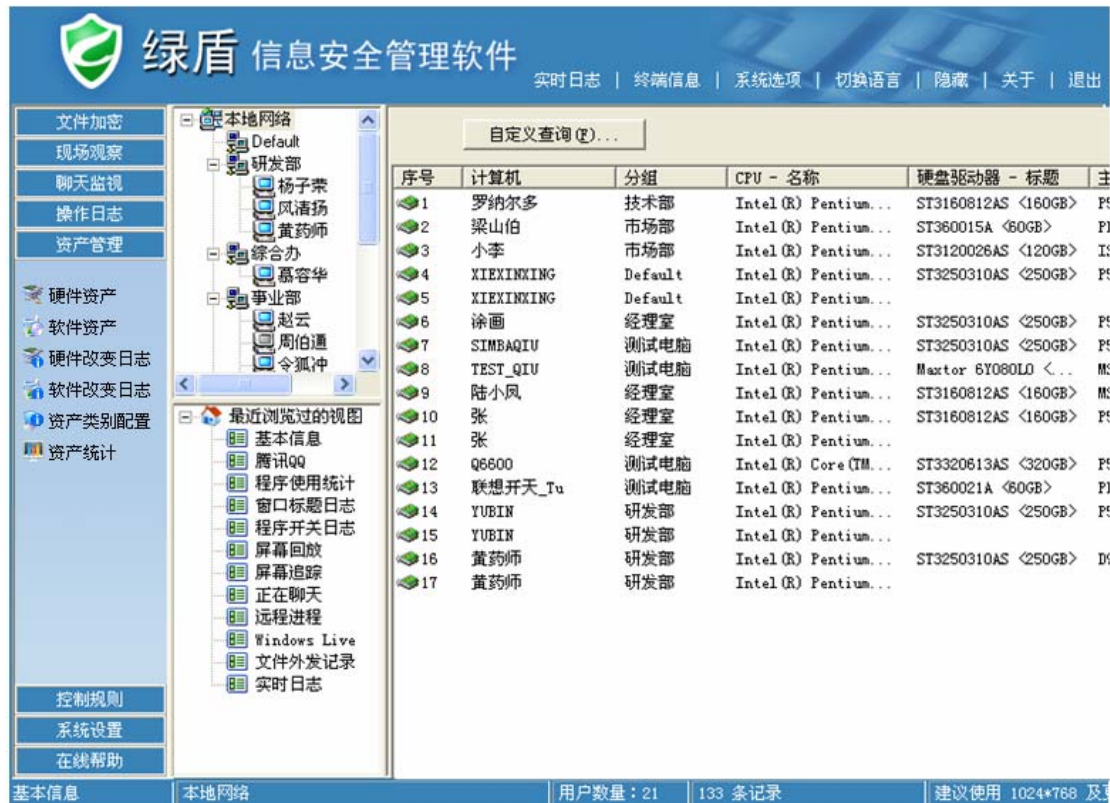 绿盾 信息安全管理软件
实时日志 | 终端信息 | 系统选项 | 切换语言 | 隐藏 | 关于 | 退出
文件加密
现场观察
聊天监视
操作日志
资产管理
硬件资产
软件资产
硬件改变日志
软件改变日志
资产类别配置
资产统计
控制规则
系统设置
在线帮助
本地网络
Default
研发部
杨子荣
风清扬
黄药师
综合办
慕容华
事业部
赵云
周伯通
令狐冲
最近浏览过的视图
基本信息
腾讯QQ
程序使用统计
窗口标题日志
程序开关日志
屏幕回放
屏幕追踪
正在聊天
远程进程
Windows Live
文件外发记录
实时日志
自定义查询(F)...
序号 计算机 分组 CPU - 名称 硬盘驱动器 - 标题 主
1 罗纳尔多 技术部 Intel(R) Pentium... ST3160812AS <160GB>
2 梁山伯 市场部 Intel(R) Pentium... ST360015A <60GB>
3 小李 市场部 Intel(R) Pentium... ST3120026AS <120GB>
4 XIEXINXING Default Intel(R) Pentium... ST3250310AS <250GB>
5 XIEXINXING Default Intel(R) Pentium...
6 涂画 经理室 Intel(R) Pentium... ST3250310AS <250GB>
7 SIMBAQIU 测试电脑 Intel(R) Pentium... ST3250310AS <250GB>
8 TEST_QIU 测试电脑 Intel(R) Pentium... Maxtor 6Y080L0 <...
9 陆小凤 经理室 Intel(R) Pentium... ST3160812AS <160GB>
10 张 经理室 Intel(R) Pentium... ST3160812AS <160GB>
11 张 经理室 Intel(R) Pentium...
12 Q6600 测试电脑 Intel(R) Core(TM... ST3320613AS <320GB>
13 联想开天_Tu 测试电脑 Intel(R) Pentium... ST360021A <60GB>
14 YUBIN 研发部 Intel(R) Pentium... ST3250310AS <250GB>
15 YUBIN 研发部 Intel(R) Pentium...
16 黄药师 研发部 Intel(R) Pentium... ST3250310AS <250GB>
17 黄药师 研发部 Intel(R) Pentium...
基本信息 本地网络 用户数量：21 133 条记录 建议使用 1024*768 及